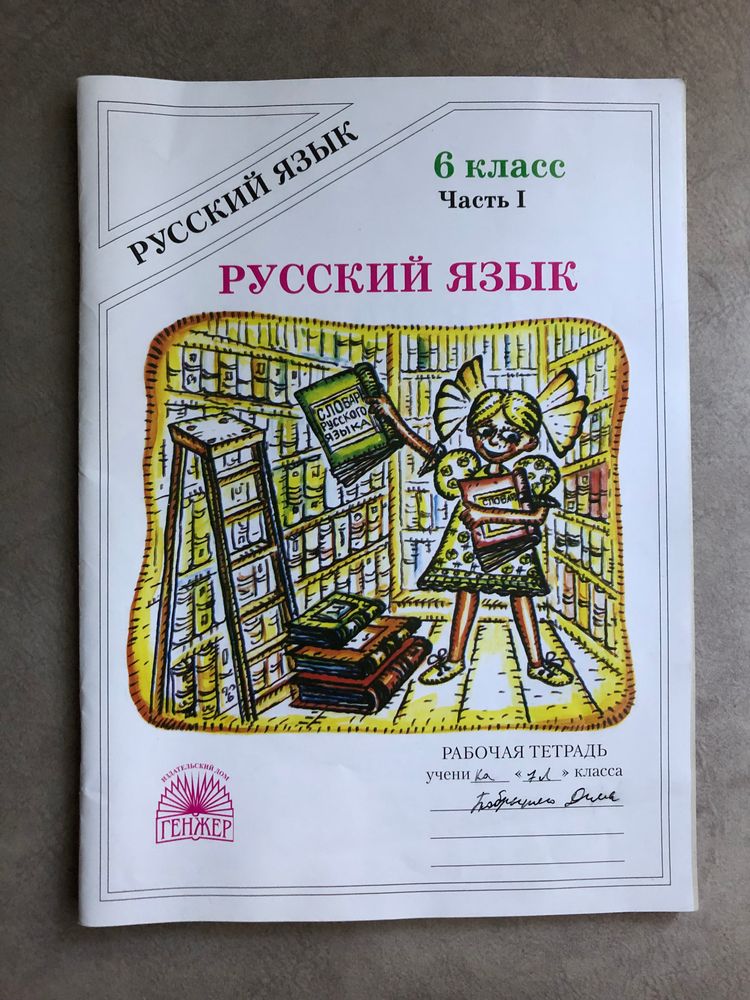 РУССКИЙ ЯЗЫК
6 класс
Часть I
РУССКИЙ ЯЗЫК
СЛОВАРЬ
РУССКОГО
ЯЗЫКА
СЛОВАРЬ
РАБОЧАЯ ТЕТРАДЬ
ученика « 7Л » класса
Дима
ИЗДАТЕЛЬСКИЙ ДОМ
ГЕНЖЕР